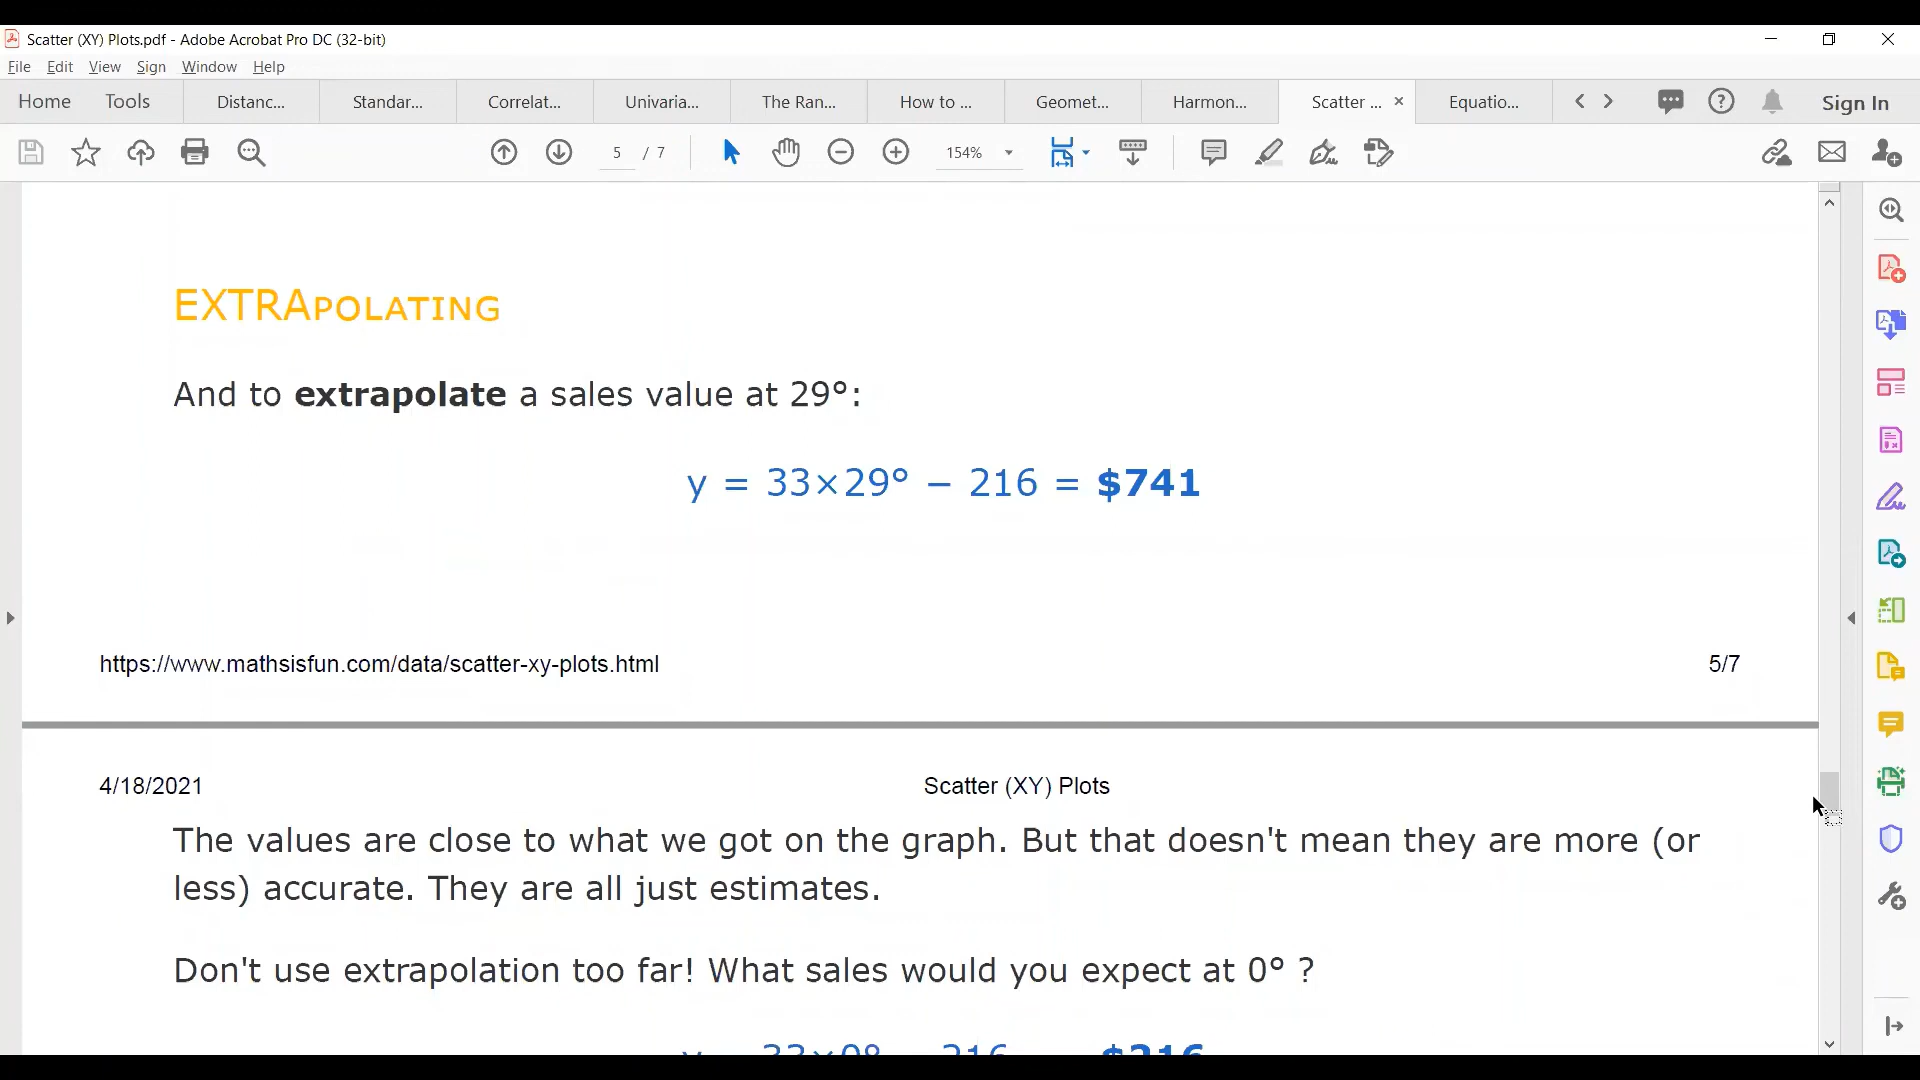 Scatter (XY) Plots.pdf - Adobe Acrobat Pro DC (32-bit)
File Edit View Sign Window Help
Home Tools Distanc... Standar... Correlat... Univaria... The Ran... How to ... Geomet... Harmon... Scatter ... Equatio... Sign In
5 / 7 154%
EXTRAPOLATING
And to extrapolate a sales value at 29°:
y = 33×29° − 216 = $741
https://www.mathsisfun.com/data/scatter-xy-plots.html 5/7
4/18/2021 Scatter (XY) Plots
The values are close to what we got on the graph. But that doesn't mean they are more (or
less) accurate. They are all just estimates.
Don't use extrapolation too far! What sales would you expect at 0° ?
33×0° 216 $216